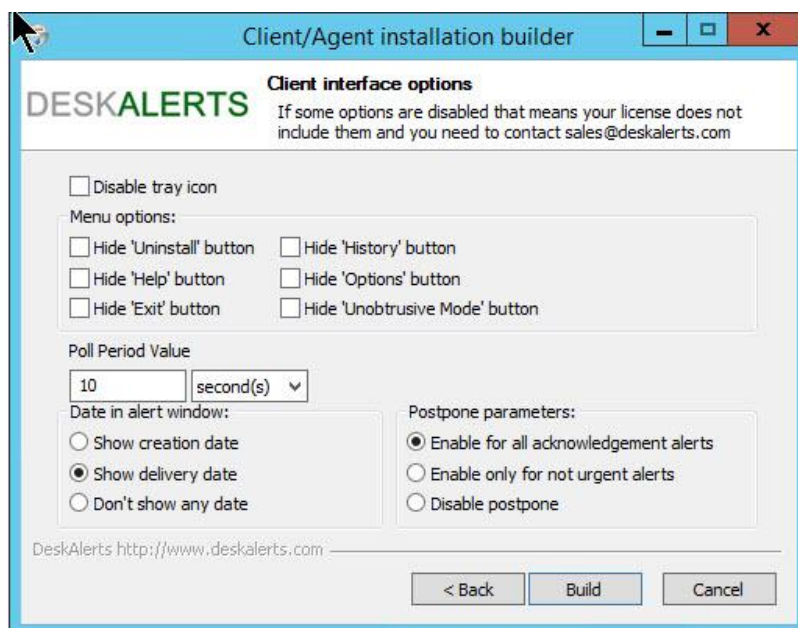 Client/Agent installation builder
DESKALERTS
Client interface options
If some options are disabled that means your license does not
include them and you need to contact sales@deskalerts.com
Disable tray icon
Menu options:
Hide 'Uninstall' button
Hide 'History' button
Hide 'Help' button
Hide 'Options' button
Hide 'Exit' button
Hide 'Unobtrusive Mode' button
Poll Period Value
10
second(s)
Date in alert window:
Show creation date
Show delivery date
Don't show any date
Postpone parameters:
Enable for all acknowledgement alerts
Enable only for not urgent alerts
Disable postpone
DeskAlerts http://www.deskalerts.com
< Back
Build
Cancel